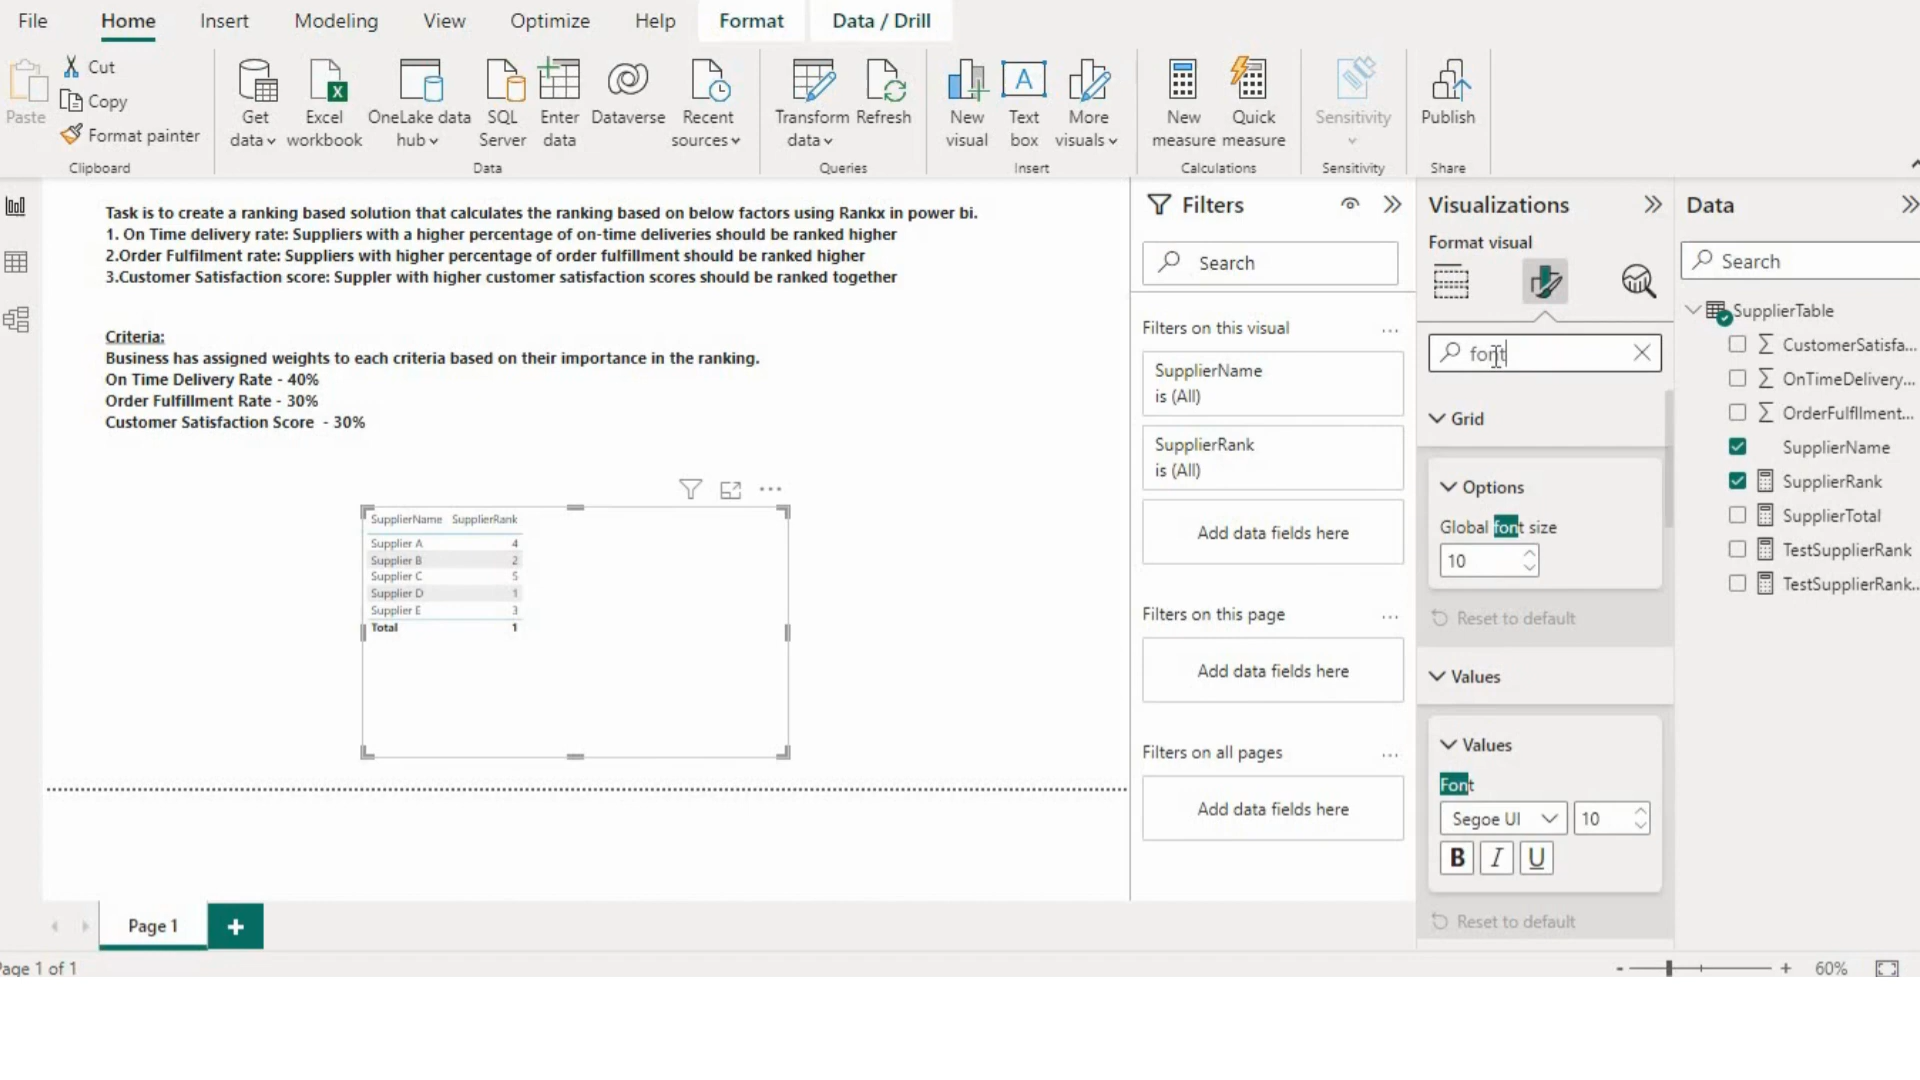 File
Home
Insert
Modeling
View
Optimize
Help
Format
Data / Drill
Paste
Cut
Copy
Format painter
Clipboard
Get data
Excel workbook
OneLake data hub
SQL Server
Enter data
Dataverse
Recent sources
Data
Transform data
Refresh
Queries
New visual
Text box
More visuals
Insert
New measure
Quick measure
Calculations
Sensitivity
Sensitivity
Publish
Share
Task is to create a ranking based solution that calculates the ranking based on below factors using Rankx in power bi.
1. On Time delivery rate: Suppliers with a higher percentage of on-time deliveries should be ranked higher
2.Order Fulfilment rate: Suppliers with higher percentage of order fulfillment should be ranked higher
3.Customer Satisfaction score: Suppler with higher customer satisfaction scores should be ranked together
Criteria:
Business has assigned weights to each criteria based on their importance in the ranking.
On Time Delivery Rate - 40%
Order Fulfillment Rate - 30%
Customer Satisfaction Score - 30%
SupplierName SupplierRank
Supplier A 4
Supplier B 2
Supplier C 5
Supplier D 1
Supplier E 3
Total 1
Filters
Search
Filters on this visual
...
SupplierName
is (All)
SupplierRank
is (All)
Add data fields here
Filters on this page
...
Add data fields here
Filters on all pages
...
Add data fields here
Visualizations
Format visual
font
Grid
Options
Global font size
10
Reset to default
Values
Values
Font
Segoe UI
10
B I U
Reset to default
Data
Search
SupplierTable
CustomerSatisfa...
OnTimeDelivery...
OrderFulfllment...
SupplierName
SupplierRank
SupplierTotal
TestSupplierRank
TestSupplierRank...
Page 1
+
Page 1 of 1
- + 60%